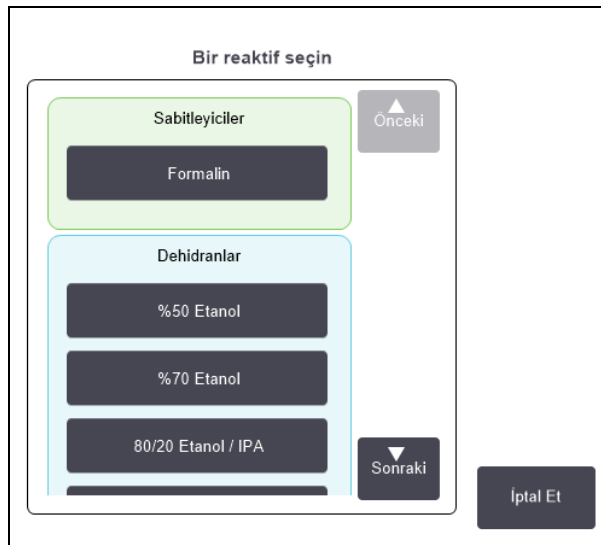 Bir reaktif seçin
Sabitleyiciler
Önceki
Formalin
Dehidranlar
%50 Etanol
%70 Etanol
80/20 Etanol / IPA
Sonraki
İptal Et